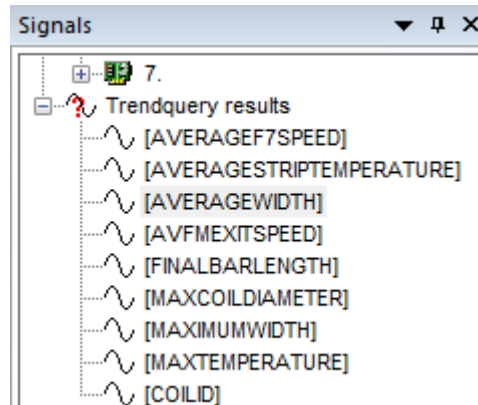 Signals
7.
Trendquery results
[AVERAGEF7SPEED]
[AVERAGESTRIPTEMPERATURE]
[AVERAGEWIDTH]
[AVFMEXITSPEED]
[FINALBARLENGTH]
[MAXCOILDIAMETER]
[MAXIMUMWIDTH]
[MAXTEMPERATURE]
[COILID]